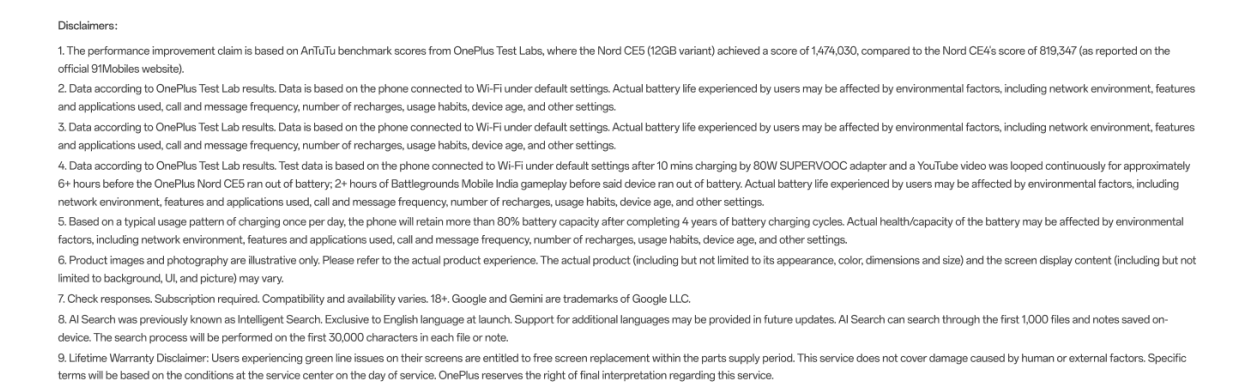 Disclaimers:
1. The performance improvement claim is based on AnTuTu benchmark scores from OnePlus Test Labs, where the Nord CE5 (12GB variant) achieved a score of 1,474,030, compared to the Nord CE4's score of 819,347 (as reported on the
official 91Mobiles website).
2. Data according to OnePlus Test Lab results. Data is based on the phone connected to Wi-Fi under default settings. Actual battery life experienced by users may be affected by environmental factors, including network environment, features
and applications used, call and message frequency, number of recharges, usage habits, device age, and other settings.
3. Data according to OnePlus Test Lab results. Data is based on the phone connected to Wi-Fi under default settings. Actual battery life experienced by users may be affected by environmental factors, including network environment, features
and applications used, call and message frequency, number of recharges, usage habits, device age, and other settings.
4. Data according to OnePlus Test Lab results. Test data is based on the phone connected to Wi-Fi under default settings after 10 mins charging by 80W SUPERVOOC adapter and a YouTube video was looped continuously for approximately
6+ hours before the OnePlus Nord CE5 ran out of battery; 2+ hours of Battlegrounds Mobile India gameplay before said device ran out of battery. Actual battery life experienced by users may be affected by environmental factors, including
network environment, features and applications used, call and message frequency, number of recharges, usage habits, device age, and other settings.
5. Based on a typical usage pattern of charging once per day, the phone will retain more than 80% battery capacity after completing 4 years of battery charging cycles. Actual health/capacity of the battery may be affected by environmental
factors, including network environment, features and applications used, call and message frequency, number of recharges, usage habits, device age, and other settings.
6. Product images and photography are illustrative only. Please refer to the actual product experience. The actual product (including but not limited to its appearance, color, dimensions and size) and the screen display content (including but not
limited to background, UI, and picture) may vary.
7. Check responses. Subscription required. Compatibility and availability varies. 18+. Google and Gemini are trademarks of Google LLC.
8. AI Search was previously known as Intelligent Search. Exclusive to English language at launch. Support for additional languages may be provided in future updates. AI Search can search through the first 1,000 files and notes saved on-
device. The search process will be performed on the first 30,000 characters in each file or note.
9. Lifetime Warranty Disclaimer: Users experiencing green line issues on their screens are entitled to free screen replacement within the parts supply period. This service does not cover damage caused by human or external factors. Specific
terms will be based on the conditions at the service center on the day of service. OnePlus reserves the right of final interpretation regarding this service.